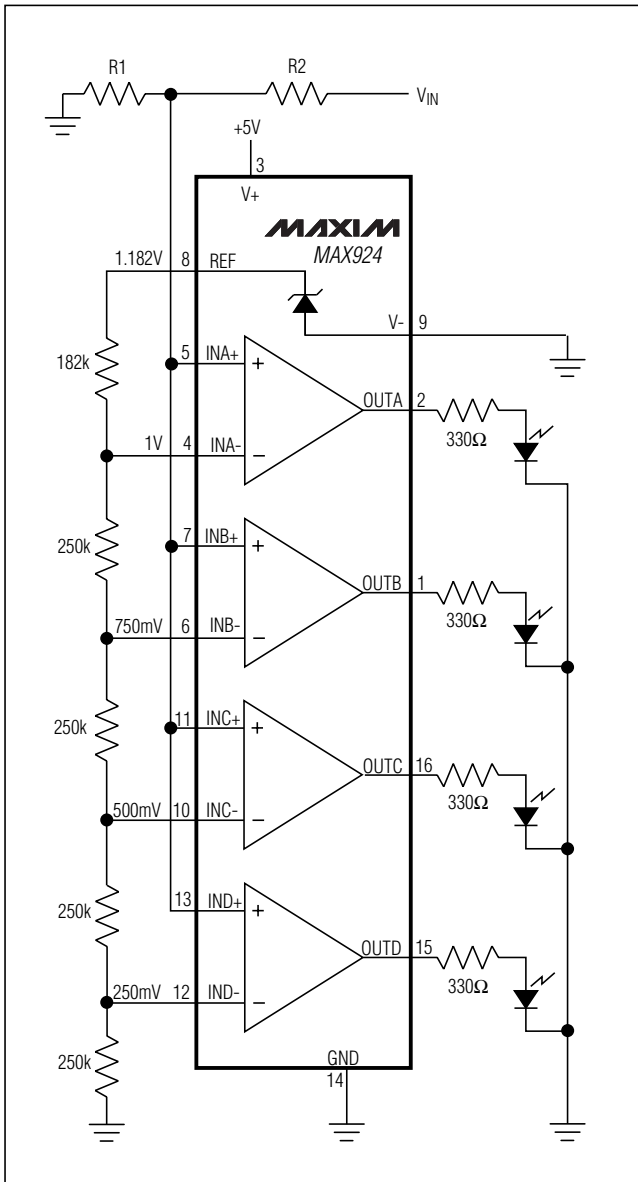 R1
R2
VIN
+5V
3
V+
MAXIM
MAX924
1.182V
8
REF
V-
9
182k
5
INA+
+
OUTA
2
330Ω
1V
4
INA-
−
250k
7
INB+
+
OUTB
1
330Ω
750mV
6
INB-
−
250k
11
INC+
+
OUTC
16
330Ω
500mV
10
INC-
−
250k
13
IND+
+
OUTD
15
330Ω
250mV
12
IND-
−
250k
GND
14